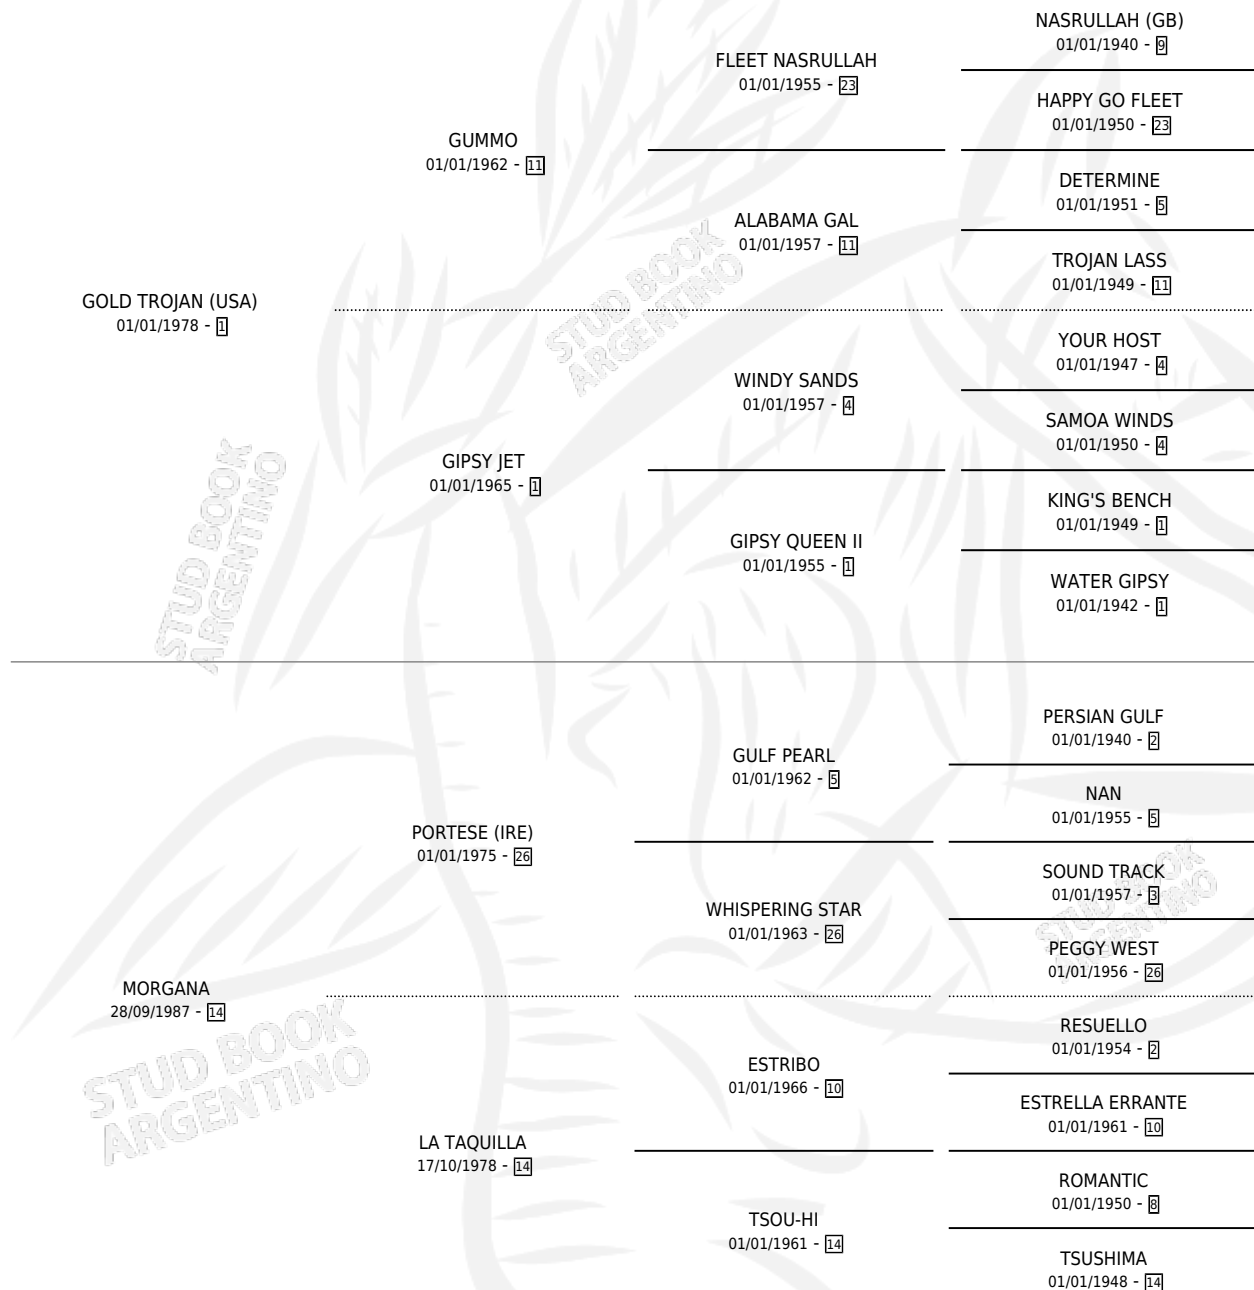 NASRULLAH (GB)
01/01/1940 - 9
FLEET NASRULLAH
01/01/1955 - 23
HAPPY GO FLEET
01/01/1950 - 23
GUMMO
01/01/1962 - 11
DETERMINE
01/01/1951 - 5
ALABAMA GAL
01/01/1957 - 11
TROJAN LASS
01/01/1949 - 11
GOLD TROJAN (USA)
01/01/1978 - 1
YOUR HOST
01/01/1947 - 4
WINDY SANDS
01/01/1957 - 4
SAMOA WINDS
01/01/1950 - 4
GIPSY JET
01/01/1965 - 1
KING'S BENCH
01/01/1949 - 1
GIPSY QUEEN II
01/01/1955 - 1
WATER GIPSY
01/01/1942 - 1
PERSIAN GULF
01/01/1940 - 2
GULF PEARL
01/01/1962 - 5
NAN
01/01/1955 - 5
PORTESE (IRE)
01/01/1975 - 26
SOUND TRACK
01/01/1957 - 3
WHISPERING STAR
01/01/1963 - 26
PEGGY WEST
01/01/1956 - 26
MORGANA
28/09/1987 - 14
RESUELLO
01/01/1954 - 2
ESTRIBO
01/01/1966 - 10
ESTRELLA ERRANTE
01/01/1961 - 10
LA TAQUILLA
17/10/1978 - 14
ROMANTIC
01/01/1950 - 8
TSOU-HI
01/01/1961 - 14
TSUSHIMA
01/01/1948 - 14
STUD BOOK
ARGENTINO
STUD BOOK
ARGENTINO
STUD BOOK
ARGENTINO
STUD BOOK
ARGENTINO